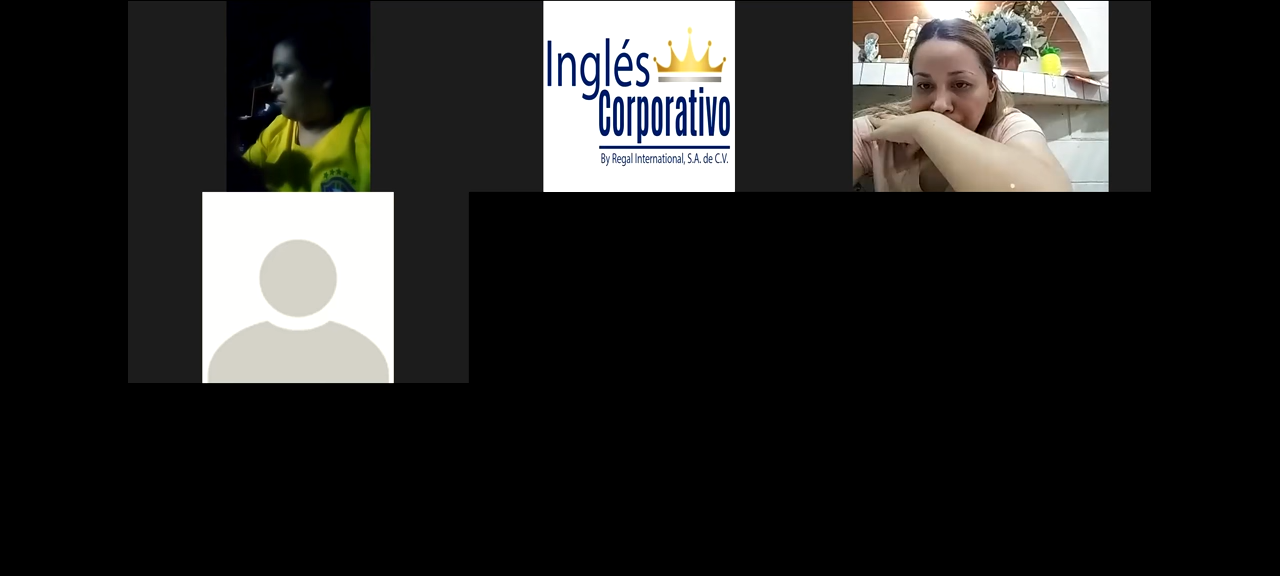 Inglés
Corporativo
By Regal International, S.A. de C.V.